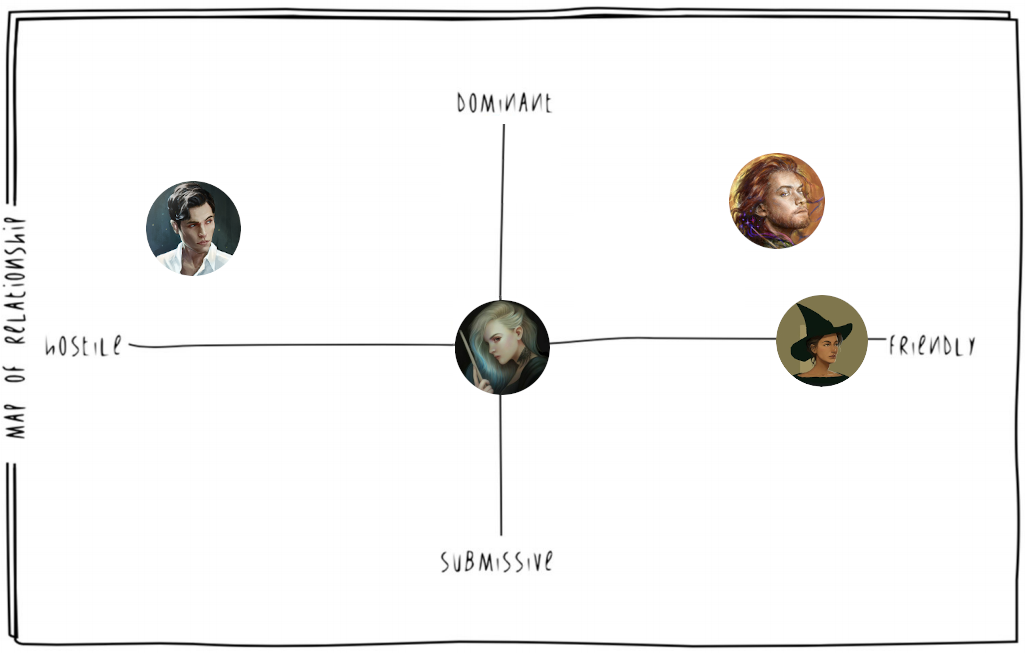 DOMINANT
MAP OF RELATIONSHIP
HOSTILE
FRIENDLY
SUBMISSIVE